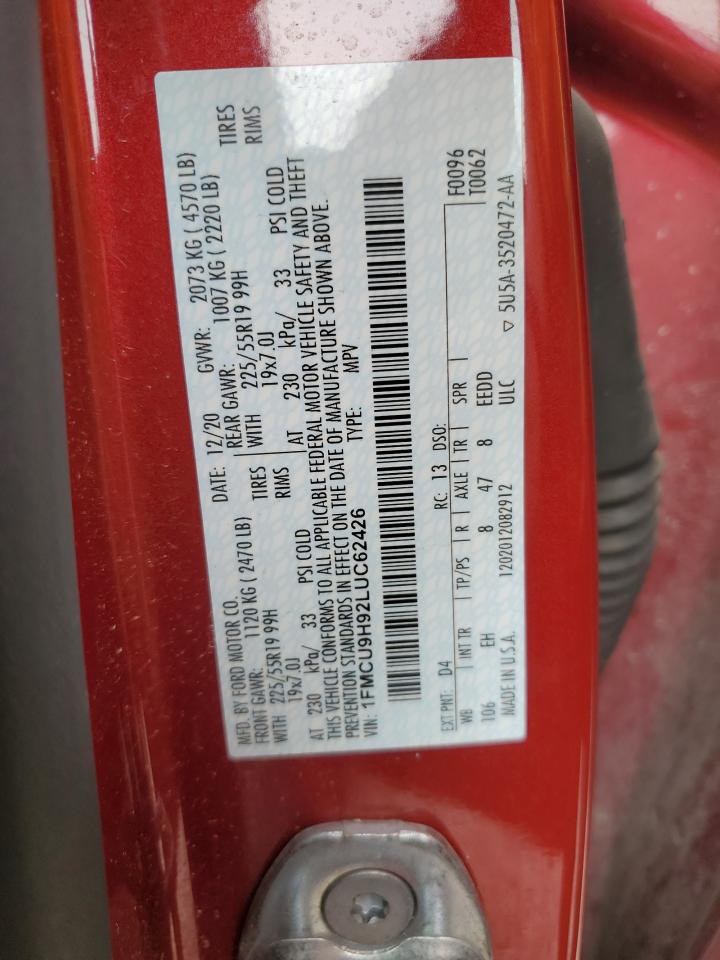 MFD. BY FORD MOTOR CO. DATE: 12/20 GVWR: 2073 KG ( 4570 LB)
FRONT GAWR: 1120 KG ( 2470 LB) REAR GAWR: 1007 KG ( 2220 LB)
WITH 225/55R19 99H TIRES WITH 225/55R19 99H TIRES
19x7.0J RIMS 19x7.0J RIMS
AT 230 kPa/ 33 PSI COLD AT 230 kPa/ 33 PSI COLD
THIS VEHICLE CONFORMS TO ALL APPLICABLE FEDERAL MOTOR VEHICLE SAFETY AND THEFT
PREVENTION STANDARDS IN EFFECT ON THE DATE OF MANUFACTURE SHOWN ABOVE.
VIN: 1FMCU9H92LUC62426 TYPE: MPV
EXT PNT: D4 RC: 13 DSO: F0096
WB INT TR TP/PS R AXLE TR SPR T0062
106 EH 8 47 8 EEDD
MADE IN U.S.A. 1202012082912 ULC ▽ 5U5A-3520472-AA